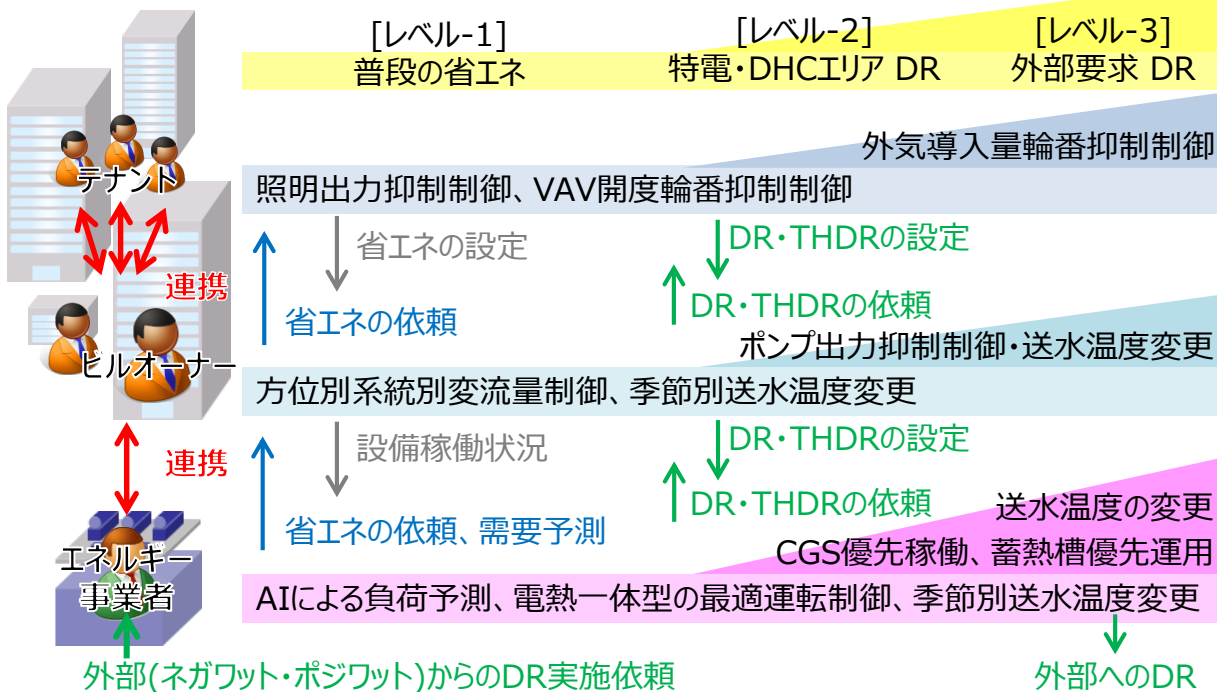 [レベル-1]
普段の省エネ
[レベル-2]
特電・DHCエリア DR
[レベル-3]
外部要求 DR
外気導入量輪番抑制制御
テナント
照明出力抑制制御、VAV開度輪番抑制制御
省エネの設定
DR・THDRの設定
連携
省エネの依頼
DR・THDRの依頼
ポンプ出力抑制制御・送水温度変更
ビルオーナー
方位別系統別変流量制御、季節別送水温度変更
設備稼働状況
DR・THDRの設定
連携
省エネの依頼、需要予測
DR・THDRの依頼
送水温度の変更
CGS優先稼働、蓄熱槽優先運用
エネルギー
事業者
AIによる負荷予測、電熱一体型の最適運転制御、季節別送水温度変更
外部(ネガワット・ポジワット)からのDR実施依頼
外部へのDR